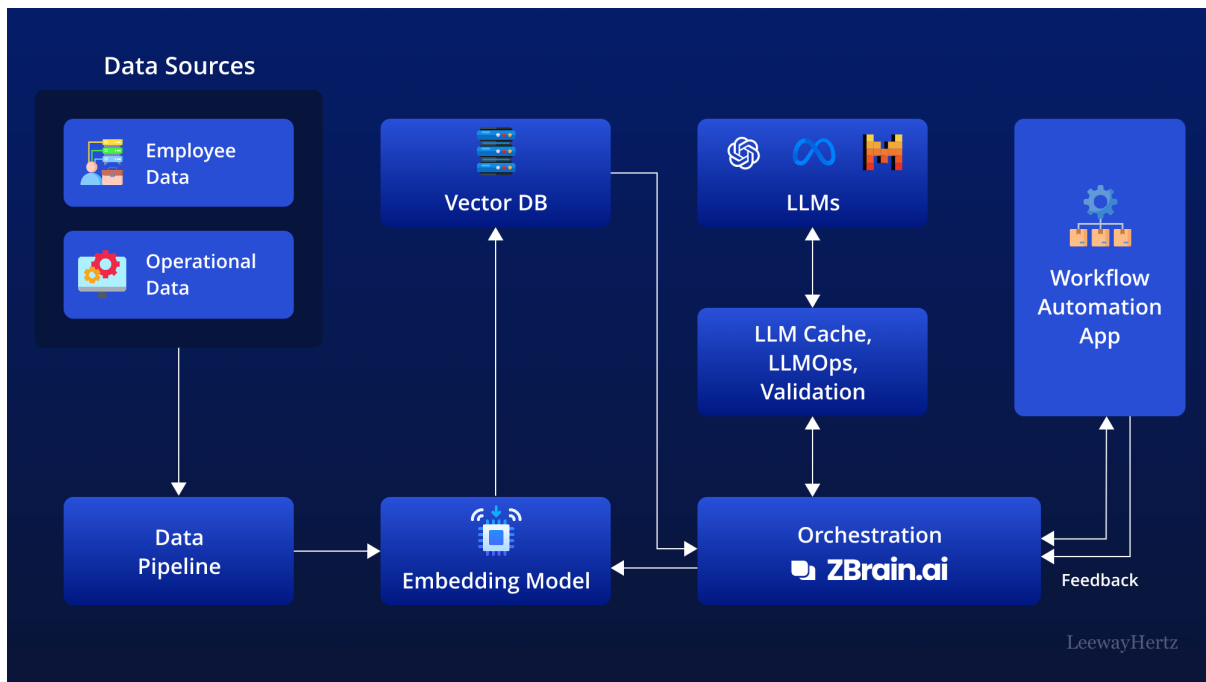 Data Sources
Employee
Data
Operational
Data
Vector DB
LLMs
Workflow
Automation
App
LLM Cache,
LLMOps,
Validation
Data
Pipeline
Embedding Model
Orchestration
ZBrain.ai
Feedback
LeewayHertz